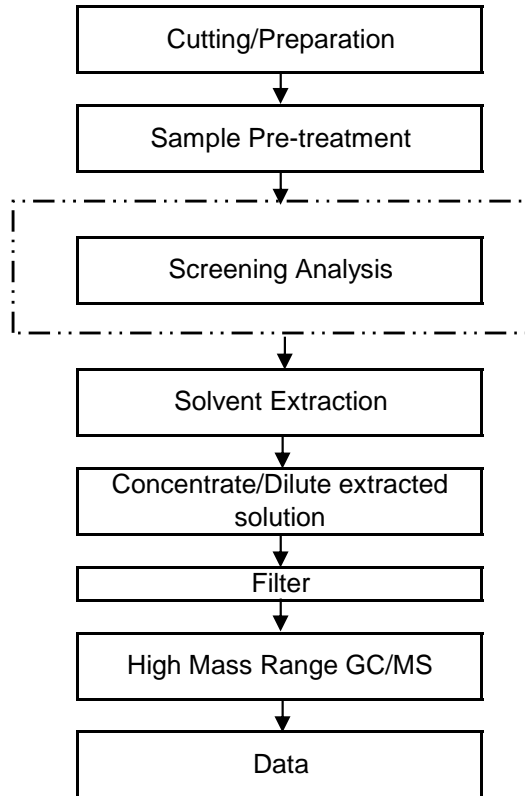 Cutting/Preparation
Sample Pre-treatment
Screening Analysis
Solvent Extraction
Concentrate/Dilute extracted
solution
Filter
High Mass Range GC/MS
Data